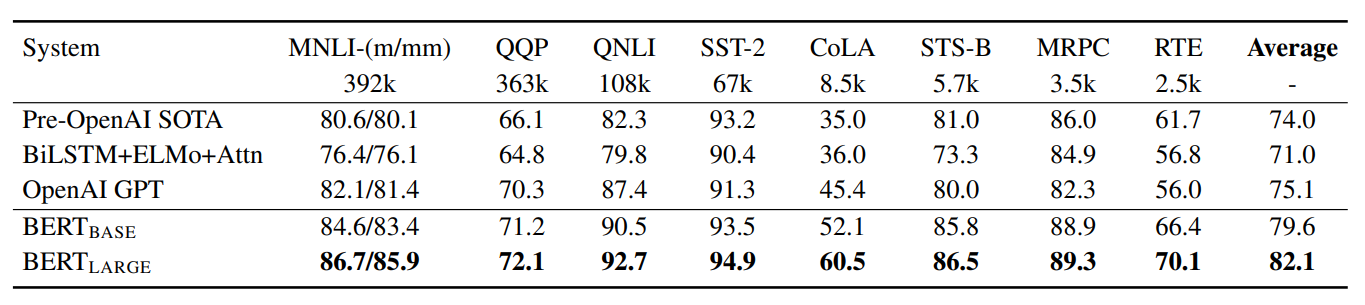 System MNLI-(m/mm) QQP QNLI SST-2 CoLA STS-B MRPC RTE Average
392k 363k 108k 67k 8.5k 5.7k 3.5k 2.5k -
Pre-OpenAI SOTA 80.6/80.1 66.1 82.3 93.2 35.0 81.0 86.0 61.7 74.0
BiLSTM+ELMo+Attn 76.4/76.1 64.8 79.8 90.4 36.0 73.3 84.9 56.8 71.0
OpenAI GPT 82.1/81.4 70.3 87.4 91.3 45.4 80.0 82.3 56.0 75.1
BERTBASE 84.6/83.4 71.2 90.5 93.5 52.1 85.8 88.9 66.4 79.6
BERTLARGE 86.7/85.9 72.1 92.7 94.9 60.5 86.5 89.3 70.1 82.1